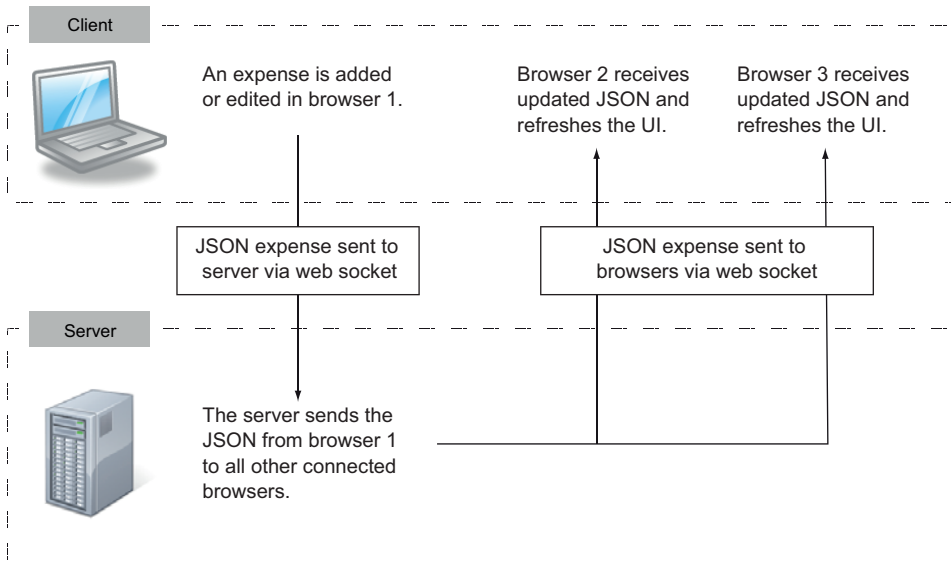 Client
An expense is added
or edited in browser 1.
Browser 2 receives
updated JSON and
refreshes the UI.
Browser 3 receives
updated JSON and
refreshes the UI.
JSON expense sent to
server via web socket
JSON expense sent to
browsers via web socket
Server
The server sends the
JSON from browser 1
to all other connected
browsers.